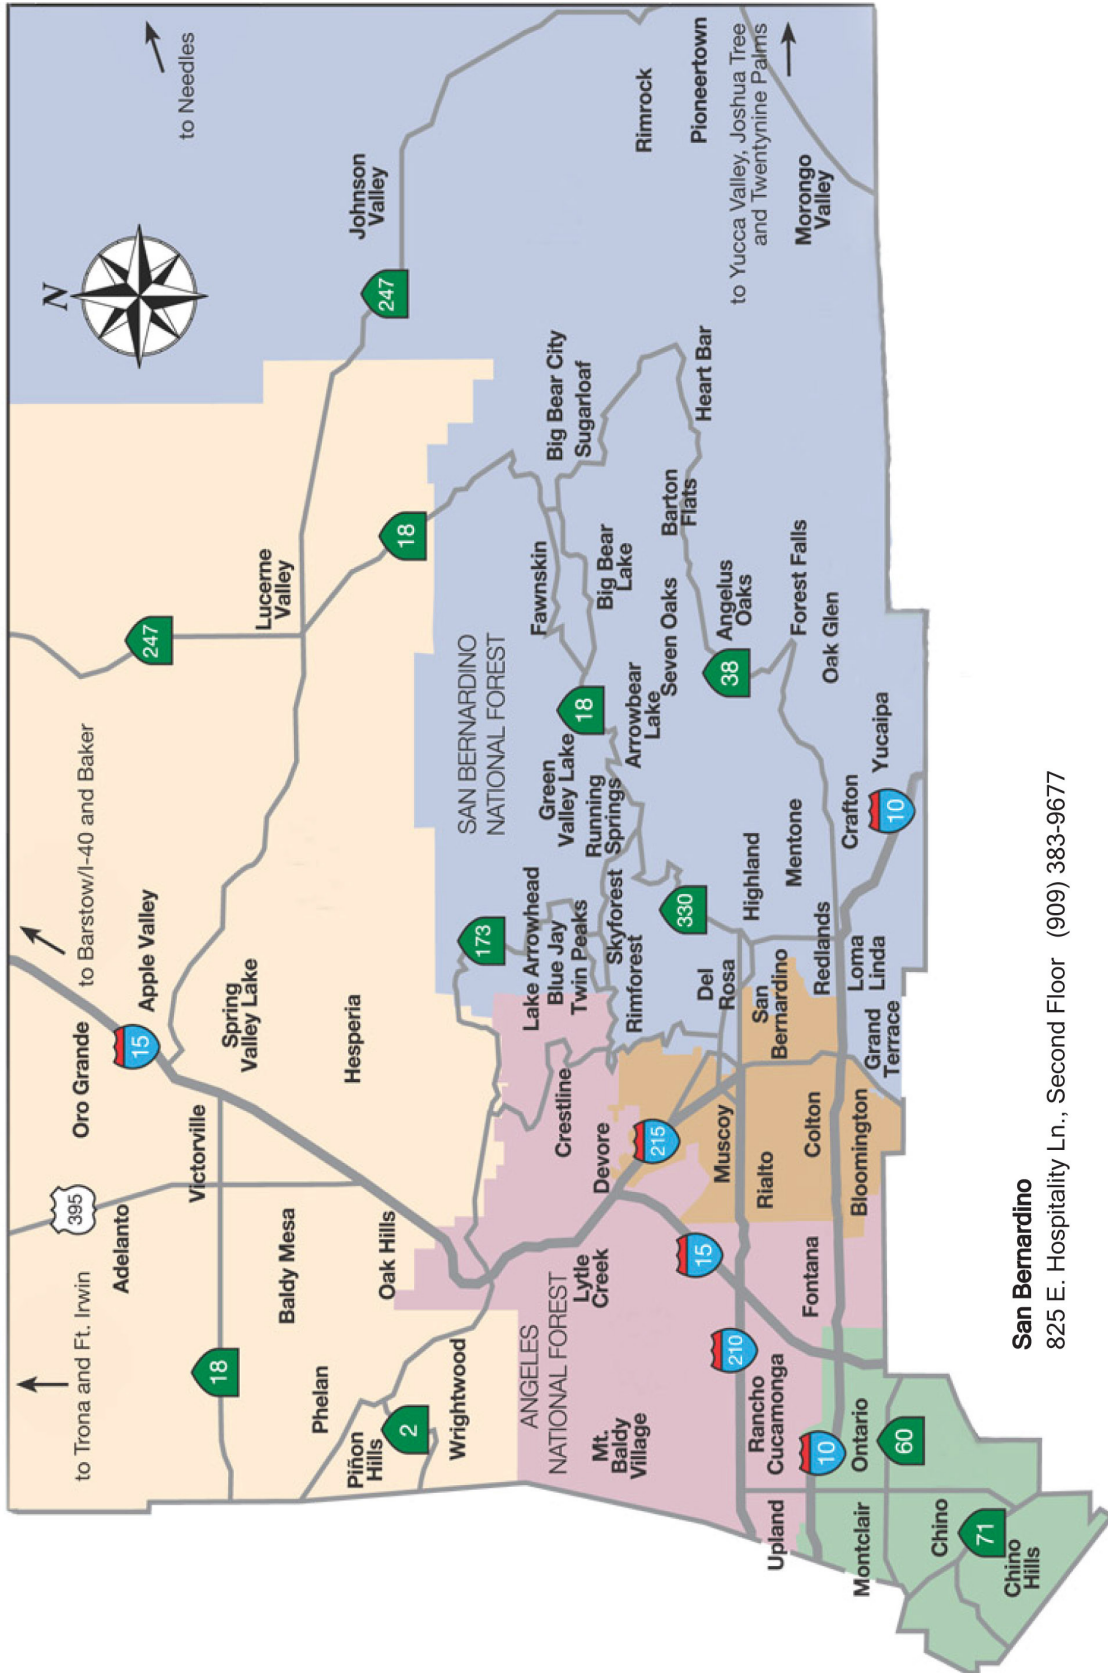 to Trona and Ft. Irwin
to Barstow/I-40 and Baker
to Needles
N
395
Oro Grande
Adelanto
15
Apple Valley
247
Victorville
18
Spring
Valley Lake
Lucerne
Valley
Baldy Mesa
Hesperia
Phelan
Oak Hills
18
247
Johnson
Valley
Piñon
Hills
2
Wrightwood
173
SAN BERNARDINO
NATIONAL FOREST
ANGELES
NATIONAL FOREST
Lake Arrowhead
Blue Jay
Twin Peaks
Green
Valley Lake
Fawnskin
Big Bear City
Sugarloaf
Crestline
18
Big Bear
Lake
Lytle
Creek
Devore
Running
Springs
Skyforest
Rimforest
Arrowbear
Lake
Seven Oaks
Barton
Flats
Heart Bar
Rimrock
Pioneertown
Mt.
Baldy
Village
215
330
15
Del
Rosa
38
Angelus
Oaks
to Yucca Valley, Joshua Tree
and Twentynine Palms
210
Muscoy
Highland
Rancho
Cucamonga
Rialto
San
Bernardino
Mentone
Forest Falls
Oak Glen
Morongo
Valley
Upland
10
Fontana
Colton
Redlands
Crafton
Yucaipa
Ontario
Bloomington
Loma
Linda
10
Montclair
60
Grand
Terrace
Chino
71
Chino
Hills
San Bernardino
825 E. Hospitality Ln., Second Floor (909) 383-9677